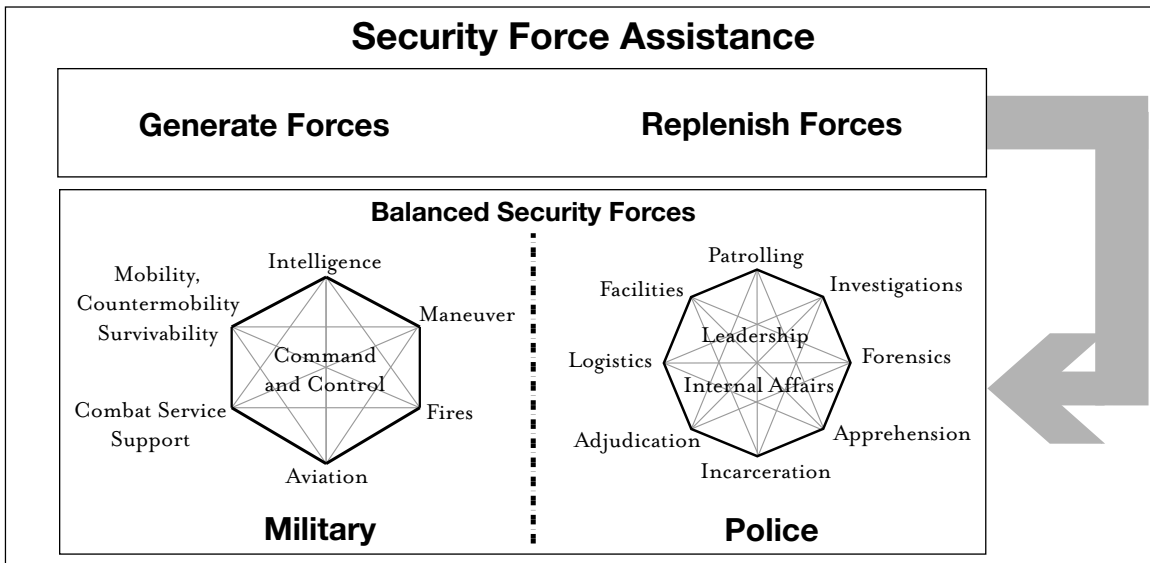 Security Force Assistance
Generate Forces
Replenish Forces
Balanced Security Forces
Intelligence
Mobility,
Countermobility
Survivability
Maneuver
Command
and Control
Combat Service
Support
Fires
Aviation
Military
Patrolling
Facilities
Investigations
Leadership
Logistics
Forensics
Internal Affairs
Adjudication
Apprehension
Incarceration
Police